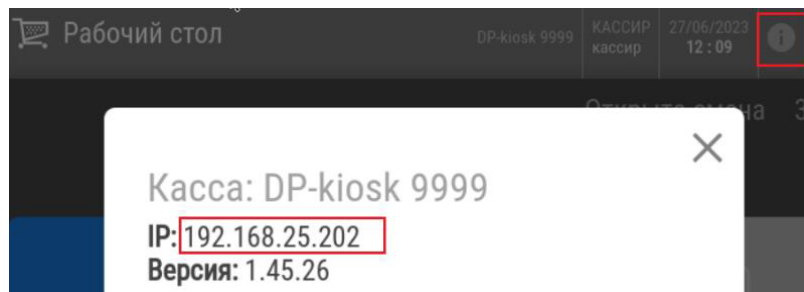 Рабочий стол
DP-kiosk 9999
КАССИР
кассир
27/06/2023
12 : 09
Касса: DP-kiosk 9999
IP: 192.168.25.202
Версия: 1.45.26